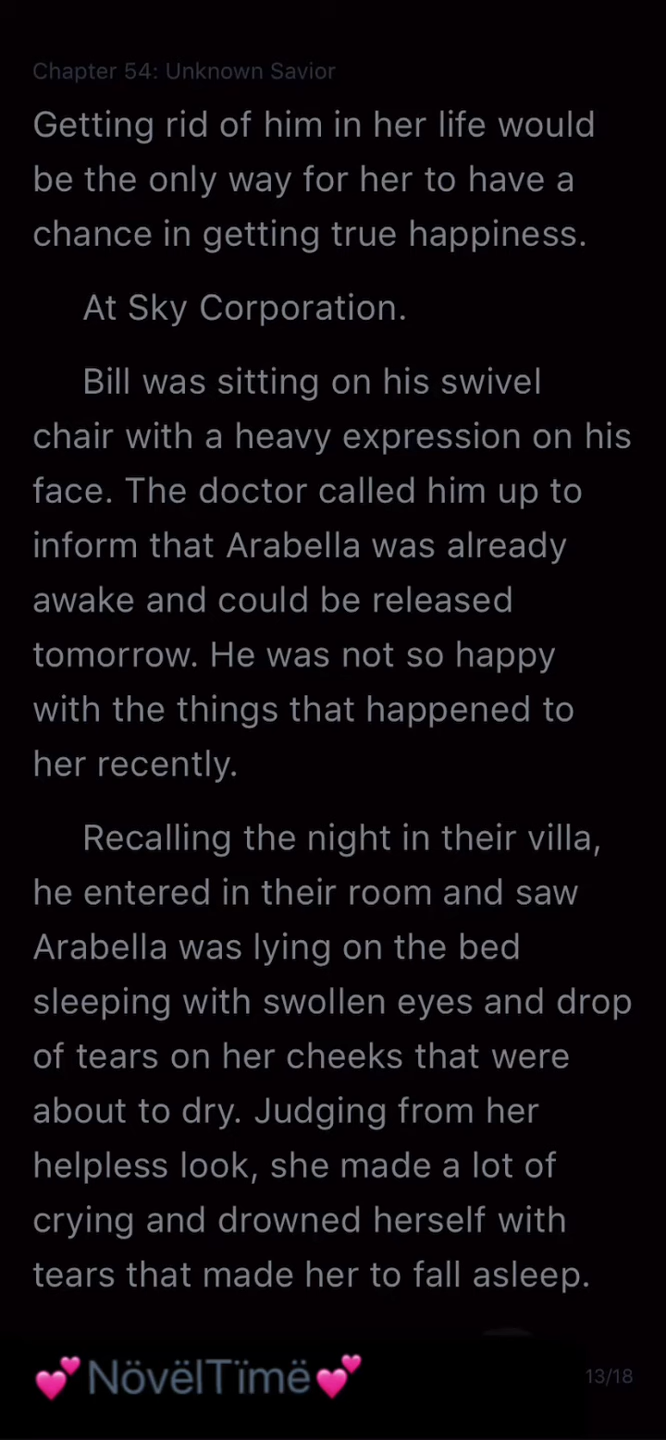 Chapter 54: Unknown Savior
Getting rid of him in her life would
be the only way for her to have a
chance in getting true happiness.
At Sky Corporation.
Bill was sitting on his swivel
chair with a heavy expression on his
face. The doctor called him up to
inform that Arabella was already
awake and could be released
tomorrow. He was not so happy
with the things that happened to
her recently.
Recalling the night in their villa,
he entered in their room and saw
Arabella was lying on the bed
sleeping with swollen eyes and drop
of tears on her cheeks that were
about to dry. Judging from her
helpless look, she made a lot of
crying and drowned herself with
tears that made her to fall asleep.
💕NövëlTïmë💕
13/18